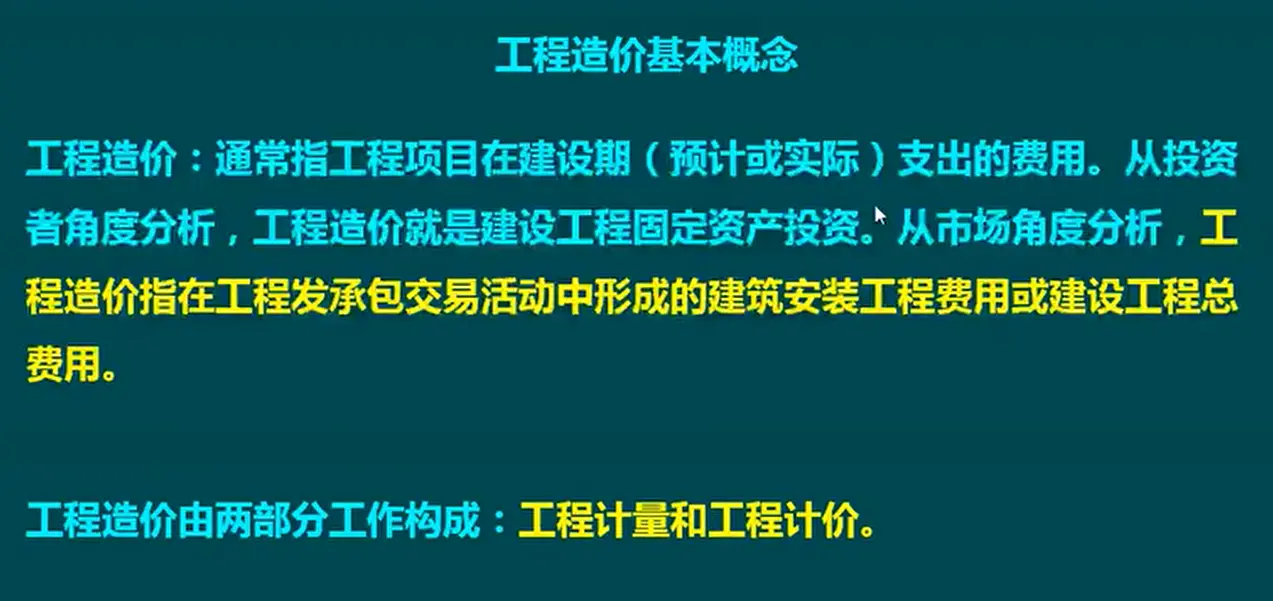 工程造价基本概念
工程造价：通常指工程项目在建设期（预计或实际）支出的费用。从投资
者角度分析，工程造价就是建设工程固定资产投资。从市场角度分析，工
程造价指在工程发承包交易活动中形成的建筑安装工程费用或建设工程总
费用。
工程造价由两部分工作构成：工程计量和工程计价。